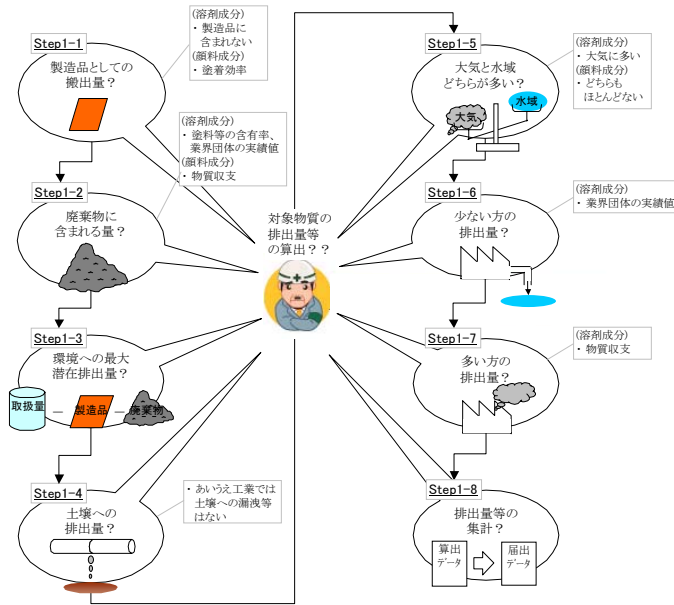 Step1-1
製造品としての
搬出量？
(溶剤成分)
・製造品に
含まれない
(顔料成分)
・塗着効率
Step1-2
廃棄物に
含まれる量？
(溶剤成分)
・塗料等の含有率、
業界団体の実績値
(顔料成分)
・物質収支
Step1-3
環境への最大
潜在排出量？
取扱量
－
製造品
－
廃棄物
Step1-4
土壌への
排出量？
・あいうえ工業では
土壌への漏洩等
はない
対象物質の
排出量等
の算出？？
Step1-5
大気と水域
どちらが多い？
大気
水域
(溶剤成分)
・大気に多い
(顔料成分)
・どちらも
ほとんどない
Step1-6
少ない方の
排出量？
(溶剤成分)
・業界団体の実績値
Step1-7
多い方の
排出量？
(溶剤成分)
・物質収支
Step1-8
排出量等の
集計？
算出
データ
届出
データ